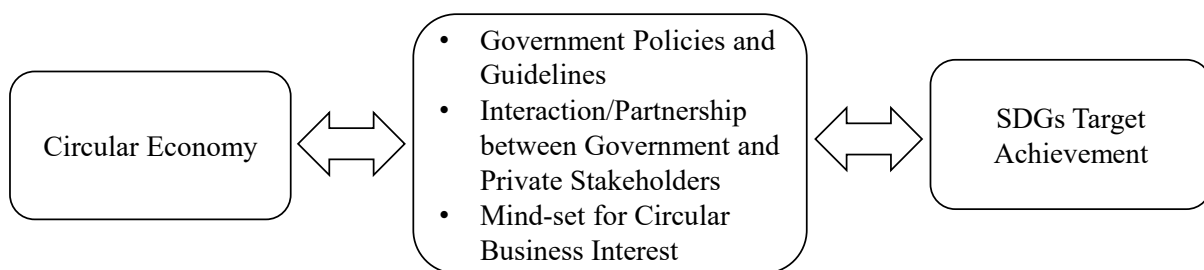 Circular Economy
• Government Policies and
Guidelines
• Interaction/Partnership
between Government and
Private Stakeholders
• Mind-set for Circular
Business Interest
SDGs Target
Achievement